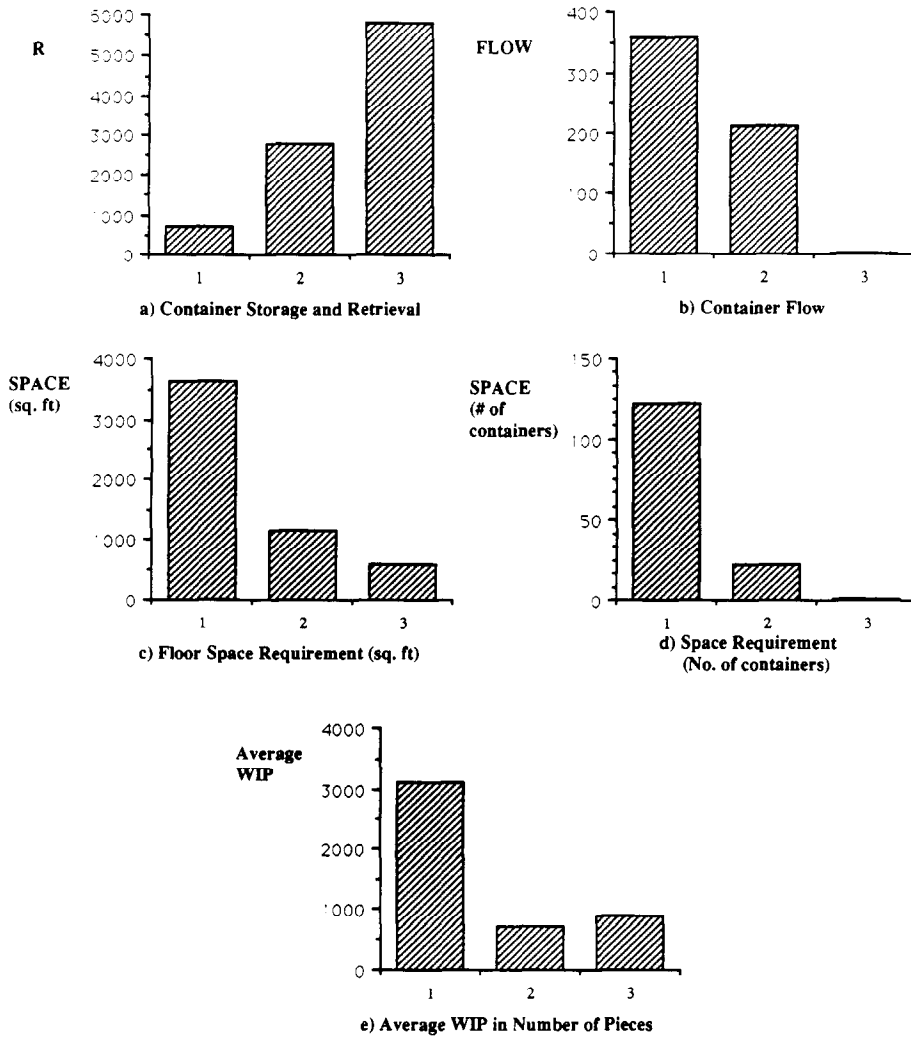 R
6000
5000
4000
3000
2000
1000
0
1 2 3
a) Container Storage and Retrieval
FLOW
400
300
200
100
0
1 2 3
b) Container Flow
SPACE
(sq. ft)
4000
3000
2000
1000
0
1 2 3
c) Floor Space Requirement (sq. ft)
SPACE
(# of
containers)
150
100
50
0
1 2 3
d) Space Requirement
(No. of containers)
Average
WIP
4000
3000
2000
1000
0
1 2 3
e) Average WIP in Number of Pieces